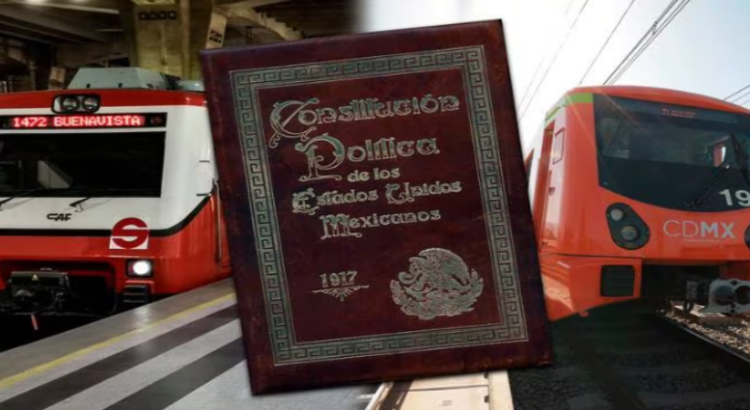 1472 BUENAVISTA
CAF
S
Constitución
Política
de los
Estados Unidos
Mexicanos
1917
19
CDMX